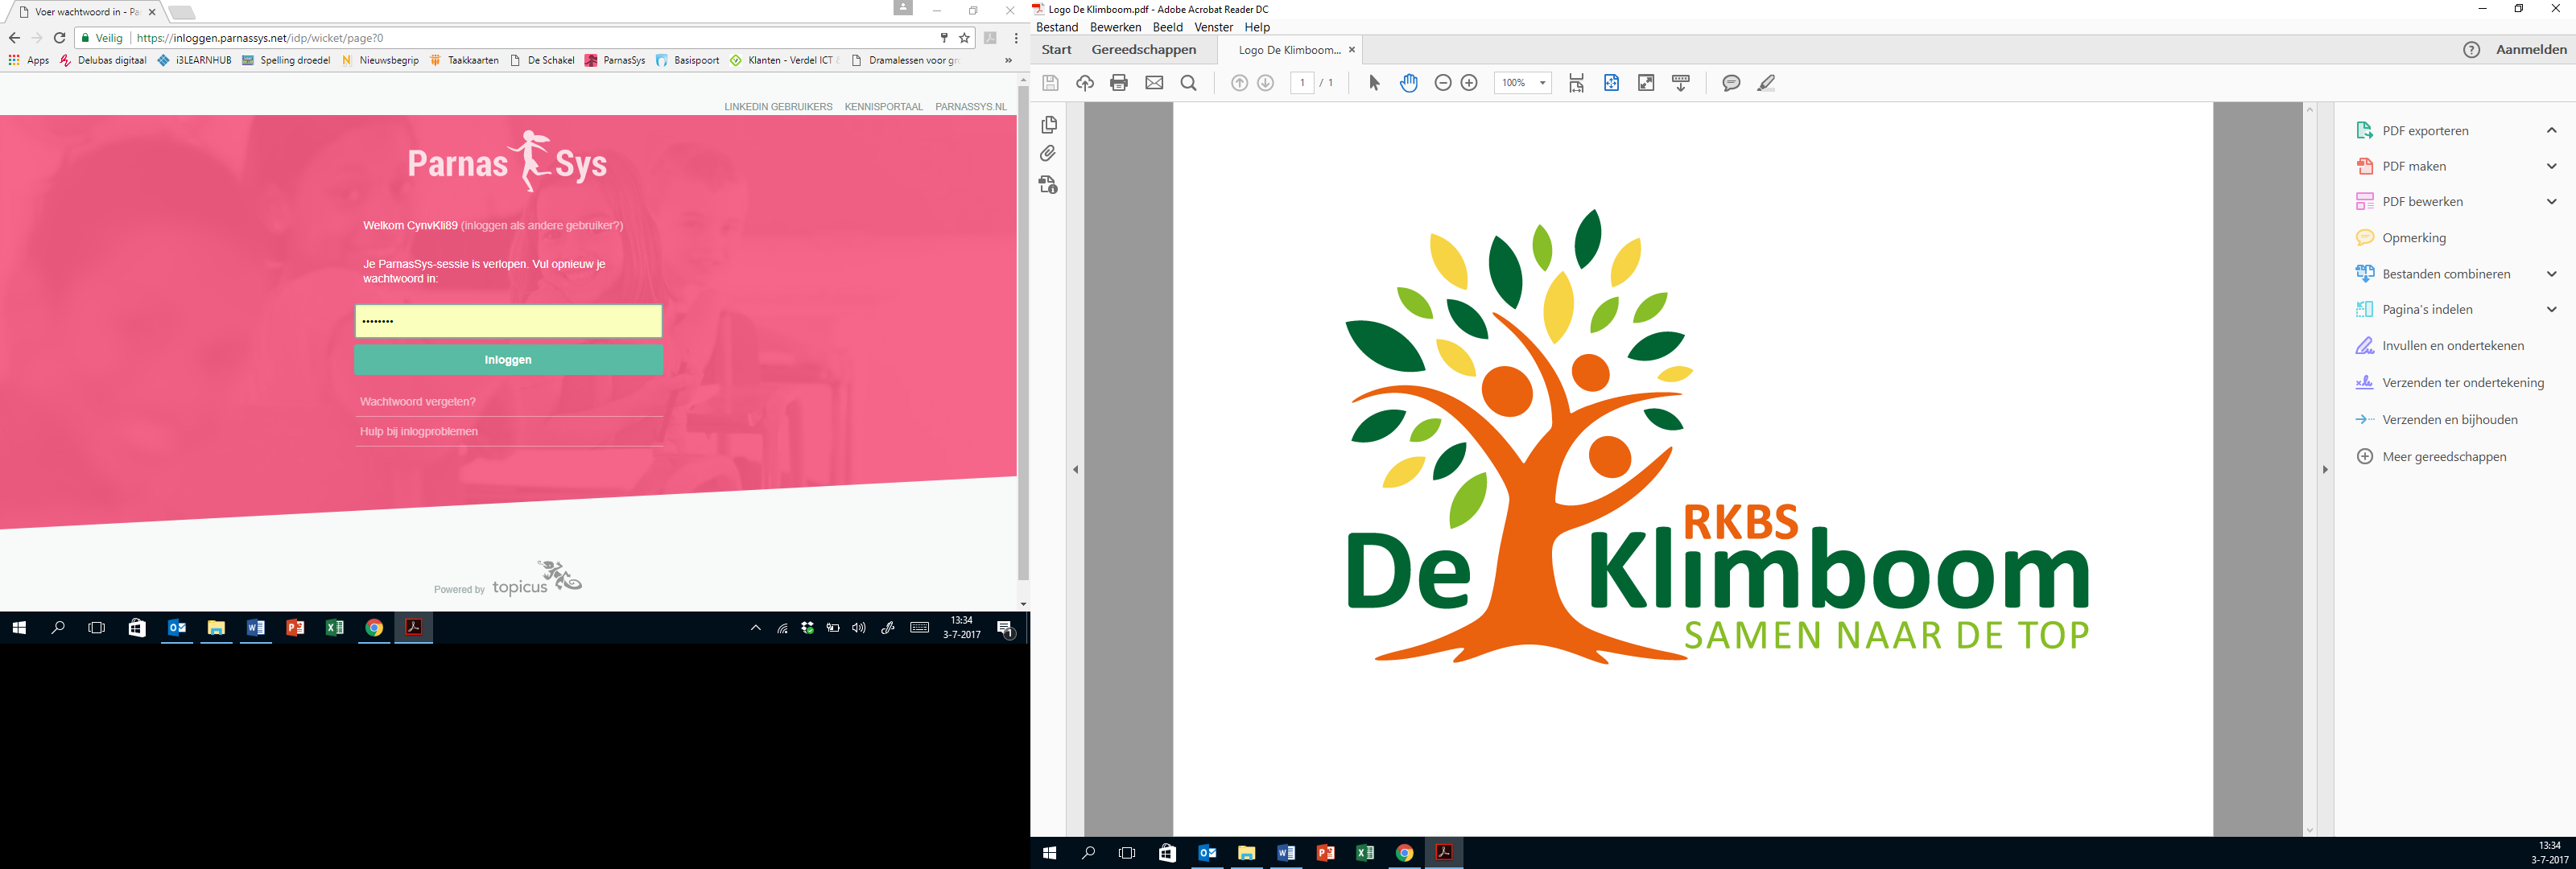 Voer wachtwoord in - Pa
Veilig
https://inloggen.parnassys.net/idp/wicket/page?0
Apps
Delubas digitaal
i3LEARNHUB
Spelling droedel
Nieuwsbegrip
Taakkaarten
De Schakel
ParnasSys
Basispoort
Klanten - Verdel ICT
Dramalessen voor gr
»
LINKEDIN GEBRUIKERS
KENNISPORTAAL
PARNASSYS.NL
Parnas Sys
Welkom CynvKli89 (inloggen als andere gebruiker?)
Je ParnasSys-sessie is verlopen. Vul opnieuw je
wachtwoord in:
••••••••
Inloggen
Wachtwoord vergeten?
Hulp bij inlogproblemen
Powered by topicus
13:34
3-7-2017
1
Logo De Klimboom.pdf - Adobe Acrobat Reader DC
Bestand Bewerken Beeld Venster Help
Start
Gereedschappen
Logo De Klimboom...
Aanmelden
1 / 1
100%
PDF exporteren
PDF maken
PDF bewerken
Opmerking
Bestanden combineren
Pagina's indelen
Invullen en ondertekenen
Verzenden ter ondertekening
Verzenden en bijhouden
Meer gereedschappen
RKBS
De Klimboom
SAMEN NAAR DE TOP
13:34
3-7-2017